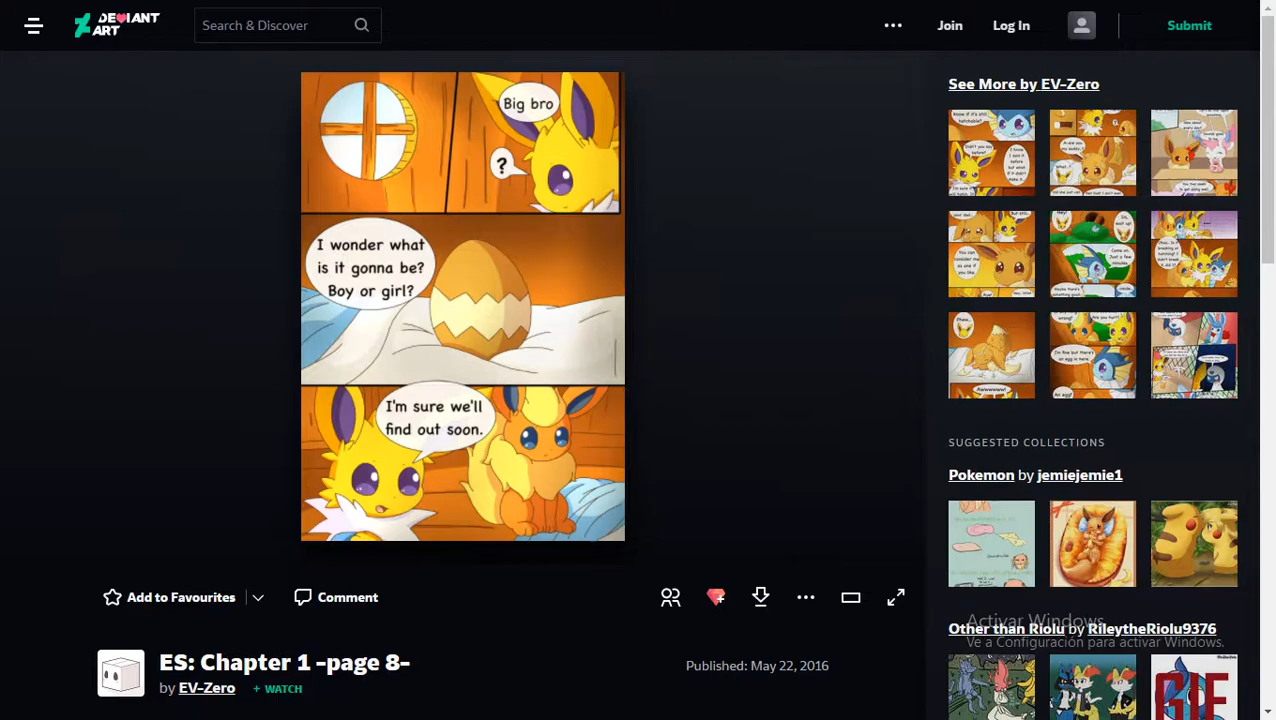 DEVIANT
ART
Search & Discover
Join
Log In
Submit
Big bro
?
I wonder what
is it gonna be?
Boy or girl?
I'm sure we'll
find out soon.
Add to Favourites
Comment
ES: Chapter 1 -page 8-
by EV-Zero
+ WATCH
Published: May 22, 2016
See More by EV-Zero
SUGGESTED COLLECTIONS
Pokemon by jemiejemie1
Activar Windows
Ve a Configuración para activar Windows.
Other than Riolu by RileytheRiolu9376
GIF